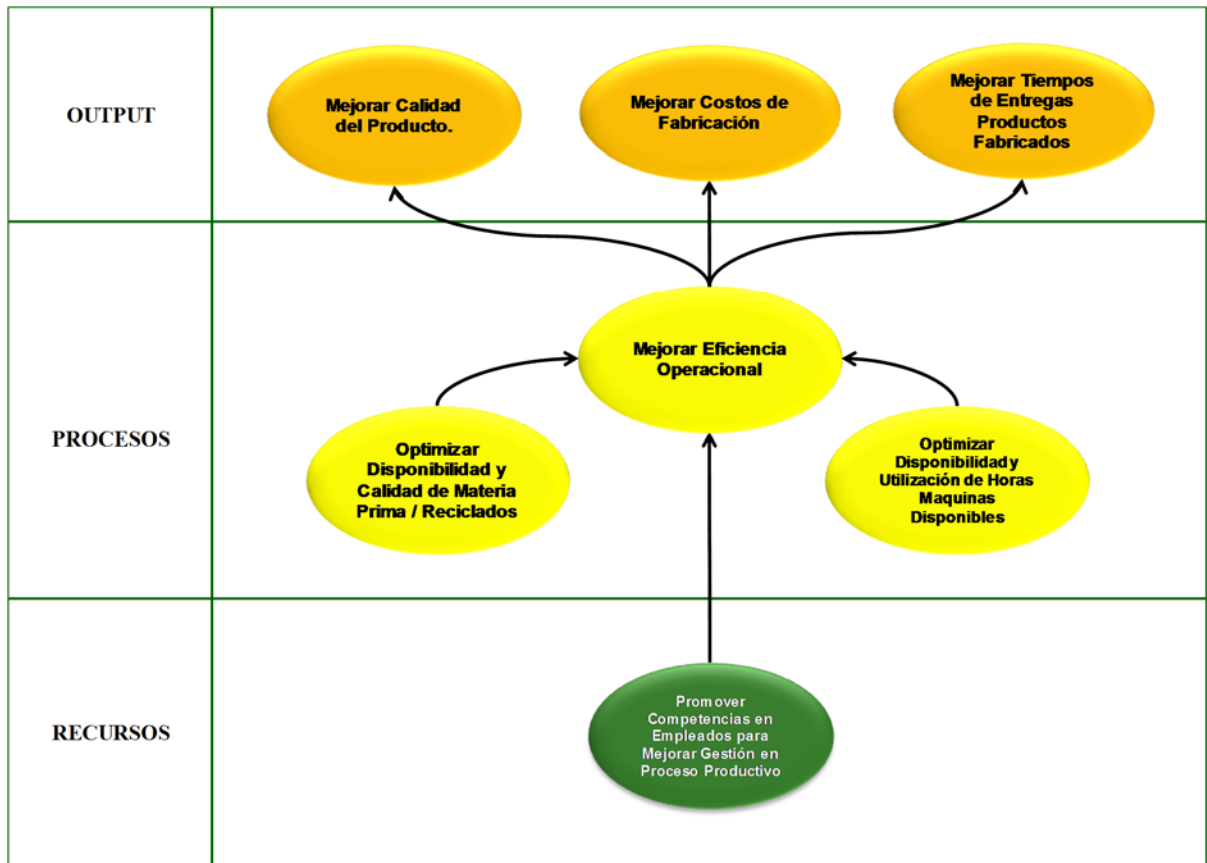 OUTPUT
Mejorar Calidad
del Producto.
Mejorar Costos de
Fabricación
Mejorar Tiempos
de Entregas
Productos
Fabricados
PROCESOS
Mejorar Eficiencia
Operacional
Optimizar
Disponibilidad y
Calidad de Materia
Prima / Reciclados
Optimizar
Disponibilidad y
Utilización de Horas
Maquinas
Disponibles
RECURSOS
Promover
Competencias en
Empleados para
Mejorar Gestión en
Proceso Productivo